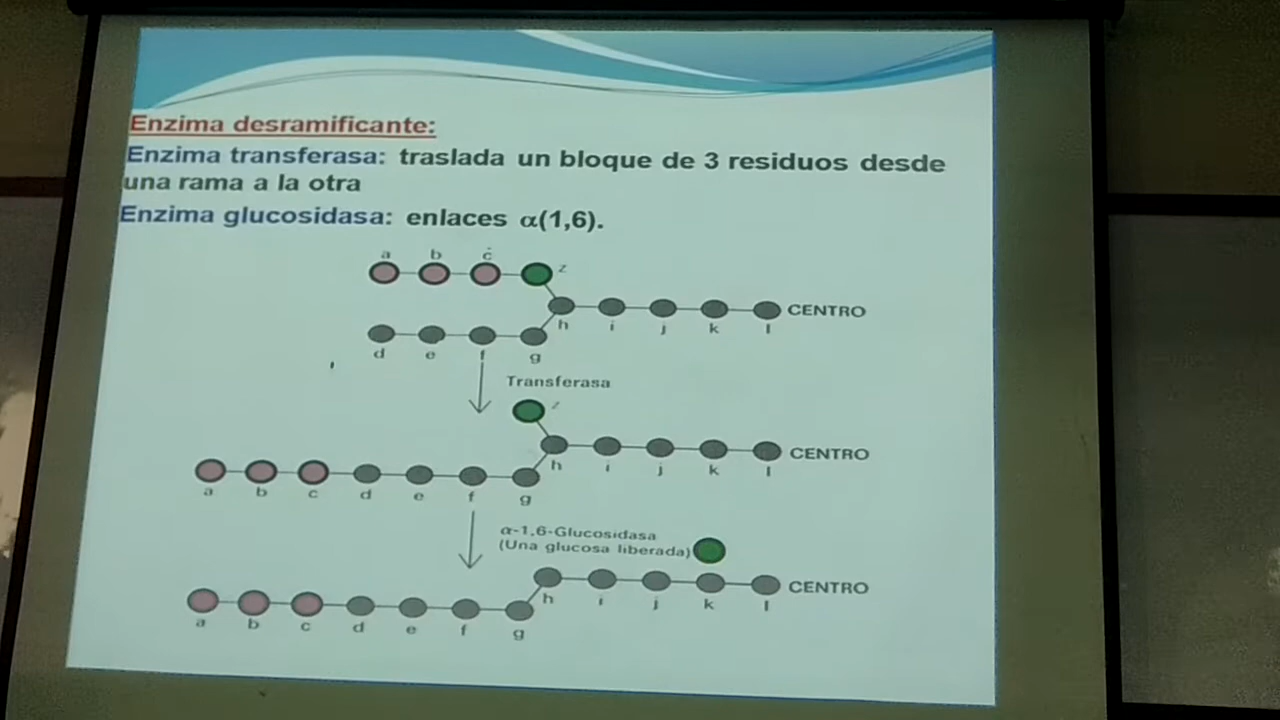 Enzima desramificante:
Enzima transferasa: traslada un bloque de 3 residuos desde
una rama a la otra
Enzima glucosidasa: enlaces α(1,6).
a b c z
h i j k l CENTRO
d e f g
Transferasa
z
h i j k l CENTRO
a b c d e f g
α-1,6-Glucosidasa
(Una glucosa liberada)
h i j k l CENTRO
a b c d e f g